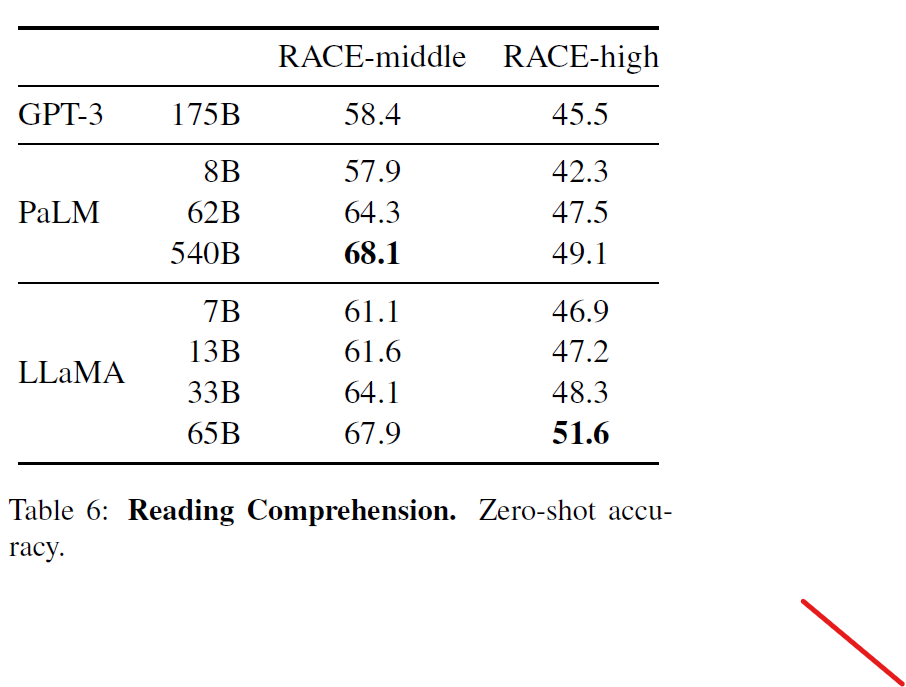 RACE-middle RACE-high
GPT-3 175B 58.4 45.5
8B 57.9 42.3
PaLM 62B 64.3 47.5
540B 68.1 49.1
7B 61.1 46.9
13B 61.6 47.2
LLaMA
33B 64.1 48.3
65B 67.9 51.6
Table 6: Reading Comprehension. Zero-shot accu-
racy.